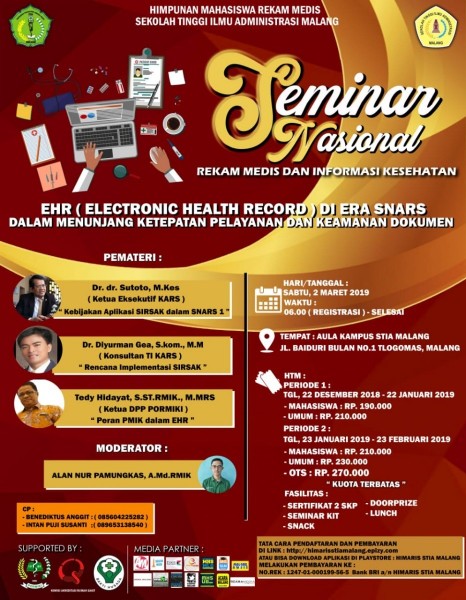 HIMPUNAN MAHASISWA REKAM MEDIS
SEKOLAH TINGGI ILMU ADMINISTRASI MALANG
MALANG
Seminar
Nasional
REKAM MEDIS DAN INFORMASI KESEHATAN
EHR ( ELECTRONIC HEALTH RECORD ) DI ERA SNARS
DALAM MENUNJANG KETEPATAN PELAYANAN DAN KEAMANAN DOKUMEN
PEMATERI :
Dr. dr. Sutoto, M.Kes
( Ketua Eksekutif KARS )
" Kebijakan Aplikasi SIRSAK dalam SNARS 1 "
Dr. Diyurman Gea, S.kom., M.M
( Konsultan TI KARS )
" Rencana Implementasi SIRSAK "
Tedy Hidayat, S.ST.RMIK., M.MRS
( Ketua DPP PORMIKI )
" Peran PMIK dalam EHR "
MODERATOR :
ALAN NUR PAMUNGKAS, A.Md.RMIK
CP :
- BENEDIKTUS ANGGIT : ( 085604225282 )
- INTAN PUJI SUSANTI : ( 089653138540 )
SUPPORTED BY :
MEDIA PARTNER :
HARI/TANGGAL :
SABTU, 2 MARET 2019
WAKTU :
06.00 ( REGISTRASI ) - SELESAI
TEMPAT : AULA KAMPUS STIA MALANG
JL. BAIDURI BULAN NO.1 TLOGOMAS, MALANG
HTM :
PERIODE 1 :
TGL, 22 DESEMBER 2018 - 22 JANUARI 2019
- MAHASISWA : RP. 190.000
- UMUM : RP. 210.000
PERIODE 2 :
TGL, 23 JANUARI 2019 - 23 FEBRUARI 2019
- MAHASISWA : RP. 210.000
- UMUM : RP. 230.000
- OTS : RP. 270.000
" KUOTA TERBATAS "
FASILITAS :
- SERTIFIKAT 2 SKP
- SEMINAR KIT
- SNACK
- DOORPRIZE
- LUNCH
TATA CARA PENDAFTARAN DAN PEMBAYARAN
DI LINK : http://himarisstiamalang.epizy.com
ATAU BISA DOWNLOAD APLIKASI DI PLAYSTORE : HIMARIS STIA MALANG
MELAKUKAN PEMBAYARAN KE :
NO.REK : 1247-01-000199-56-5 Bank BRI a/n HIMARIS STIA MALANG